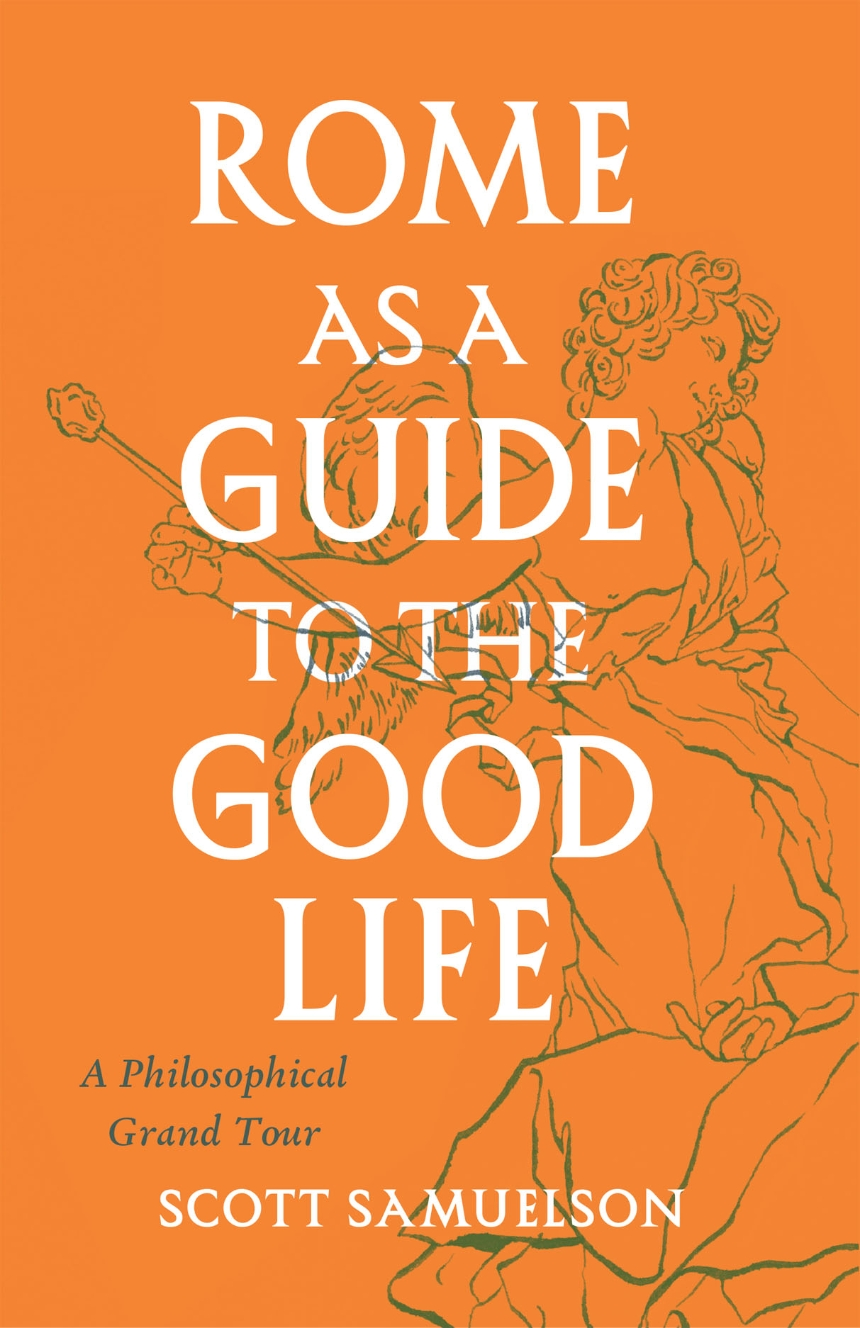 ROME
AS A
GUIDE
TO THE
GOOD
LIFE
A Philosophical
Grand Tour
SCOTT SAMUELSON